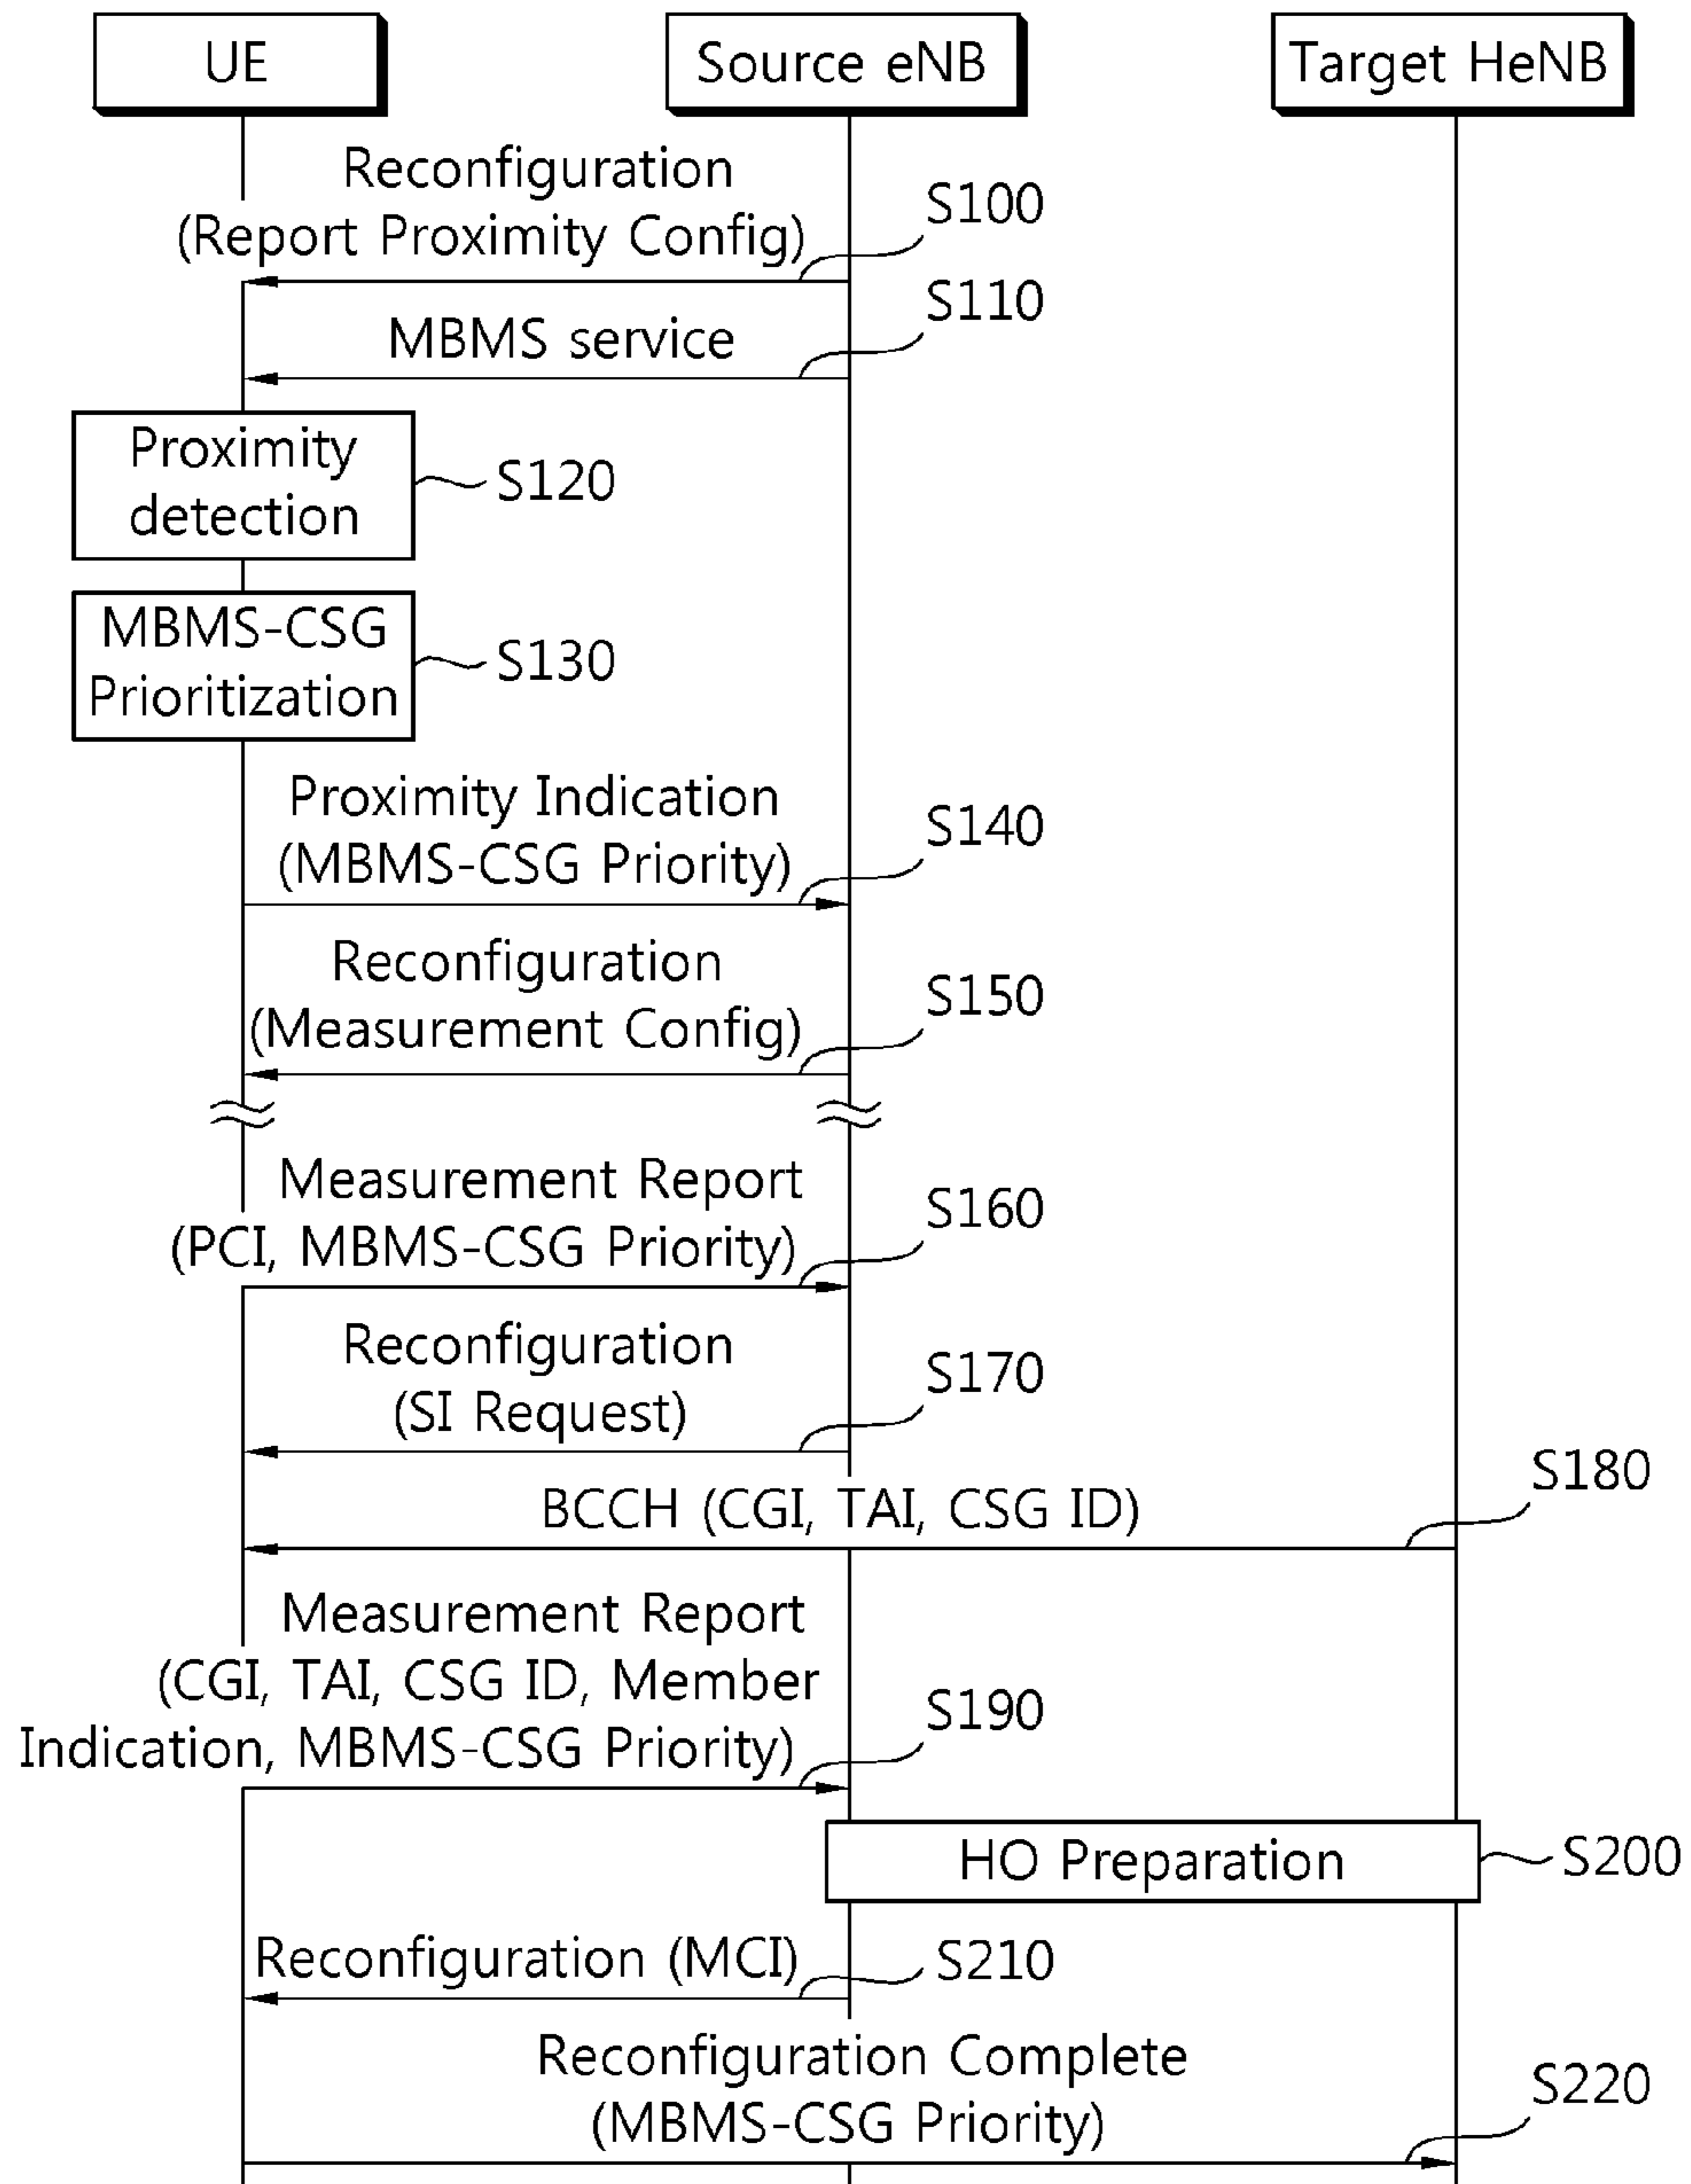 UE
Source eNB
Target HeNB
Reconfiguration
(Report Proximity Config)
S100
MBMS service
S110
Proximity
detection
S120
MBMS-CSG
Prioritization
S130
Proximity Indication
(MBMS-CSG Priority)
S140
Reconfiguration
(Measurement Config)
S150
Measurement Report
(PCI, MBMS-CSG Priority)
S160
Reconfiguration
(SI Request)
S170
BCCH (CGI, TAI, CSG ID)
S180
Measurement Report
(CGI, TAI, CSG ID, Member
Indication, MBMS-CSG Priority)
S190
HO Preparation
S200
Reconfiguration (MCI)
S210
Reconfiguration Complete
(MBMS-CSG Priority)
S220